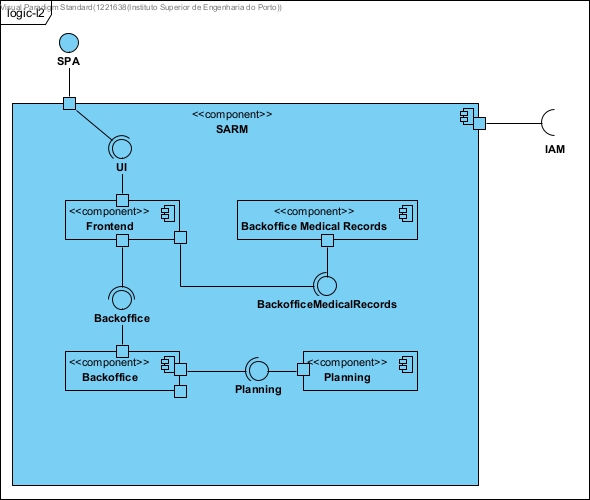 Visual Paradigm Standard(1221638(Instituto Superior de Engenharia do Porto))
logic-l2
SPA
<<component>>
SARM
IAM
UI
<<component>>
Frontend
<<component>>
Backoffice Medical Records
BackofficeMedicalRecords
Backoffice
<<component>>
Backoffice
Planning
<<component>>
Planning